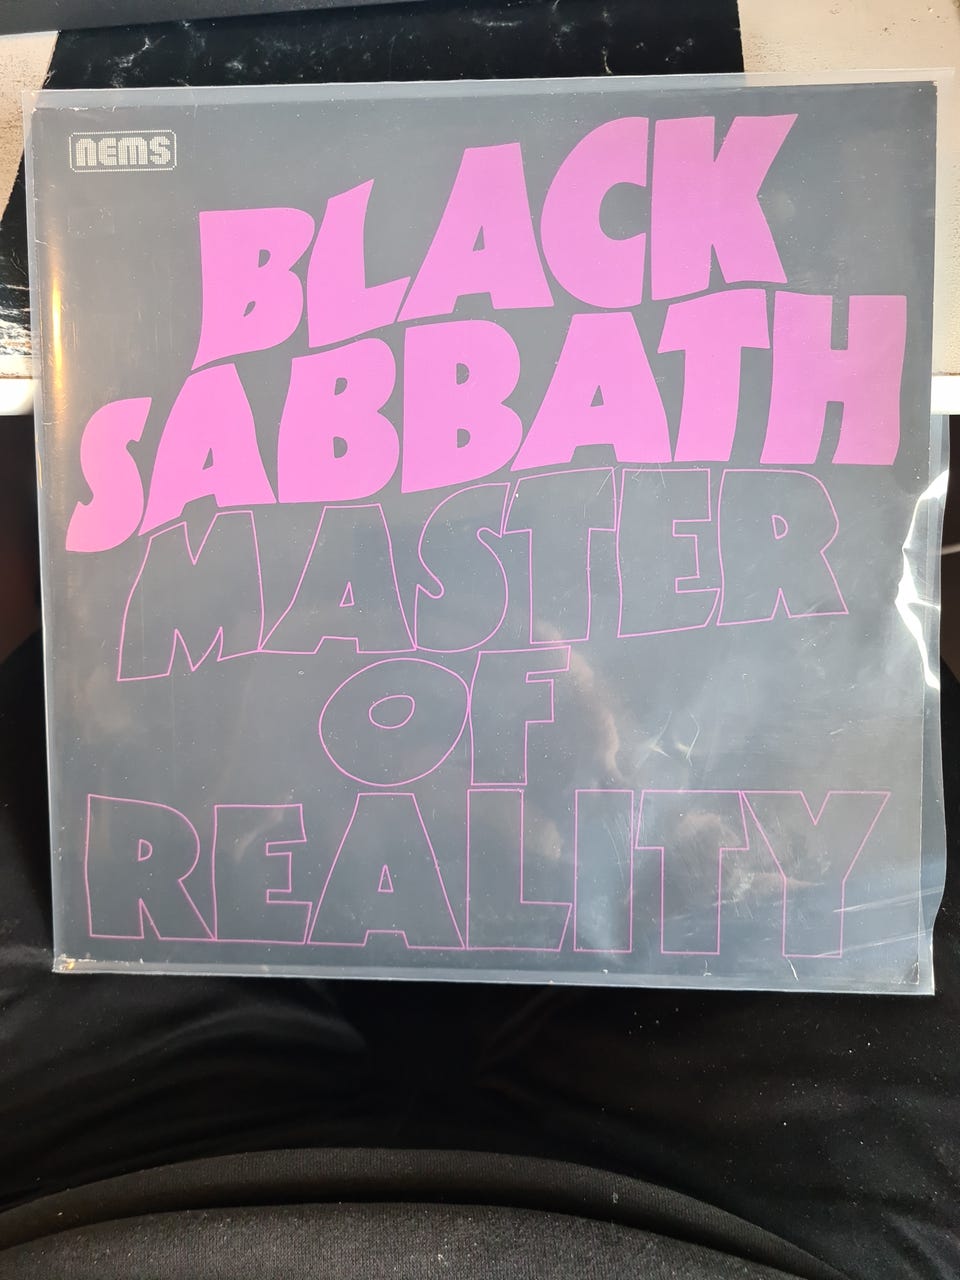 NEMS
BLACK
SABBATH
MASTER
OF
REALITY